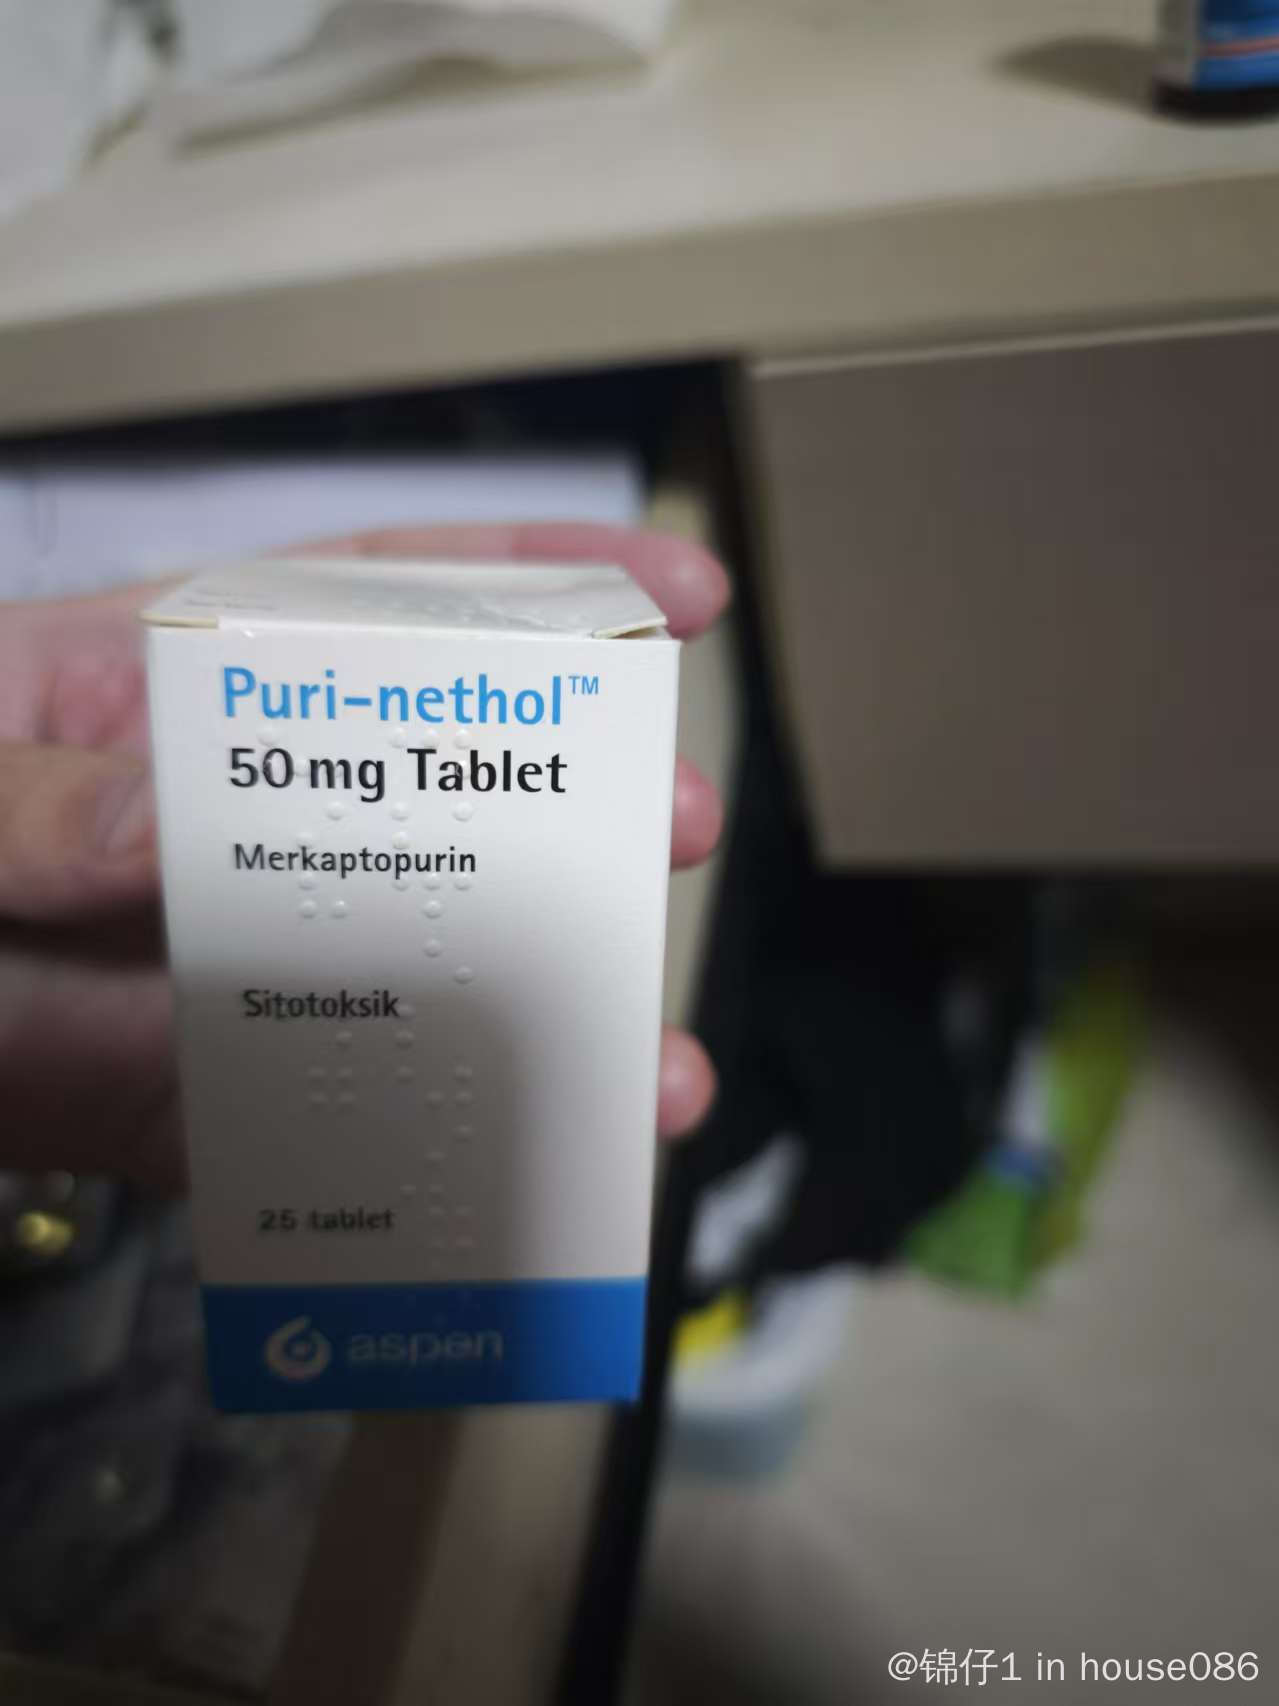 Puri-nethol™
50 mg Tablet
Merkaptopurin
Sitotoksik
25 tablet
aspen
@锦仔1 in house086